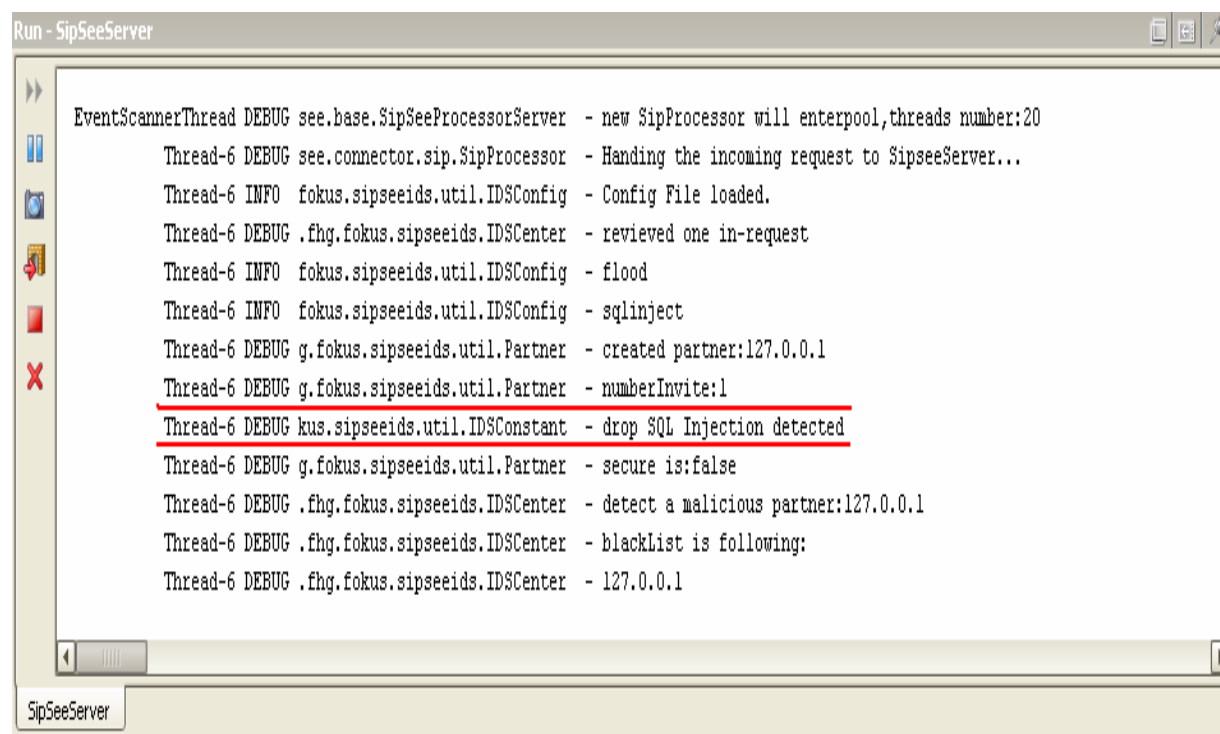 Run - SipSeeServer
EventScannerThread DEBUG see.base.SipSeeProcessorServer - new SipProcessor will enterpool,threads number:20
Thread-6 DEBUG see.connector.sip.SipProcessor - Handing the incoming request to SipseeServer...
Thread-6 INFO fokus.sipseeids.util.IDSConfig - Config File loaded.
Thread-6 DEBUG .fhg.fokus.sipseeids.IDSCenter - revieved one in-request
Thread-6 INFO fokus.sipseeids.util.IDSConfig - flood
Thread-6 INFO fokus.sipseeids.util.IDSConfig - sqlinject
Thread-6 DEBUG g.fokus.sipseeids.util.Partner - created partner:127.0.0.1
Thread-6 DEBUG g.fokus.sipseeids.util.Partner - numberInvite:1
Thread-6 DEBUG kus.sipseeids.util.IDSConstant - drop SQL Injection detected
Thread-6 DEBUG g.fokus.sipseeids.util.Partner - secure is:false
Thread-6 DEBUG .fhg.fokus.sipseeids.IDSCenter - detect a malicious partner:127.0.0.1
Thread-6 DEBUG .fhg.fokus.sipseeids.IDSCenter - blackList is following:
Thread-6 DEBUG .fhg.fokus.sipseeids.IDSCenter - 127.0.0.1
SipSeeServer